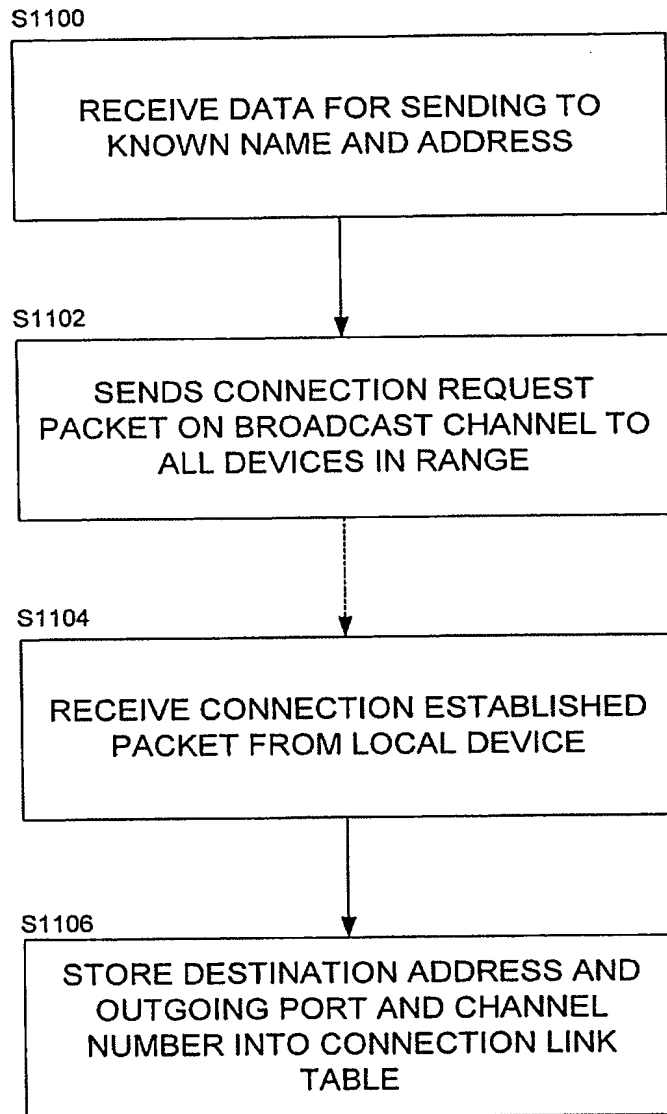 S1100
RECEIVE DATA FOR SENDING TO
KNOWN NAME AND ADDRESS
S1102
SENDS CONNECTION REQUEST
PACKET ON BROADCAST CHANNEL TO
ALL DEVICES IN RANGE
S1104
RECEIVE CONNECTION ESTABLISHED
PACKET FROM LOCAL DEVICE
S1106
STORE DESTINATION ADDRESS AND
OUTGOING PORT AND CHANNEL
NUMBER INTO CONNECTION LINK
TABLE